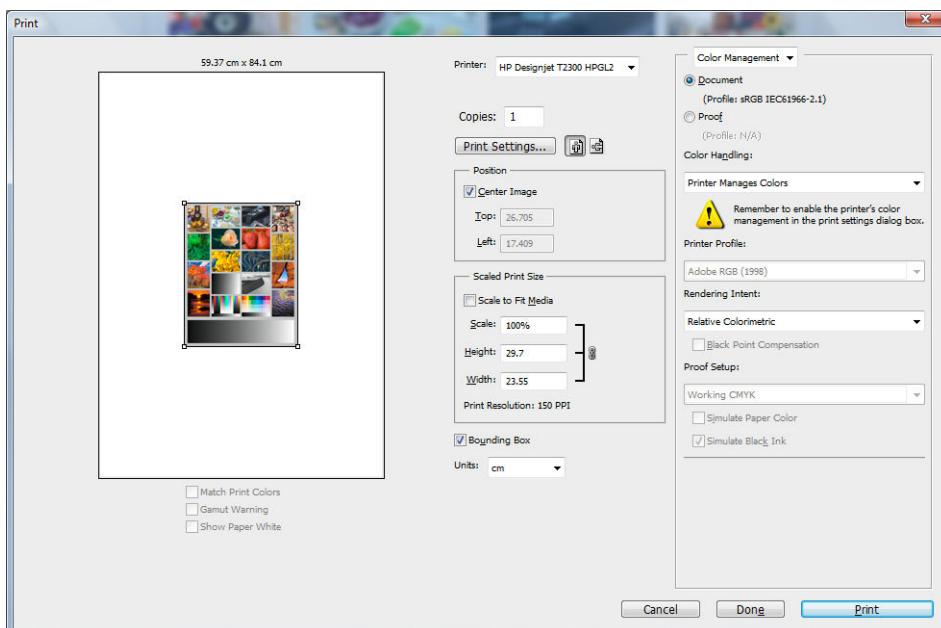 Print
59.37 cm x 84.1 cm
Match Print Colors
Gamut Warning
Show Paper White
Printer: HP Designjet T2300 HPGL2
Copies: 1
Print Settings...
Position
Center Image
Top: 26.705
Left: 17.409
Scaled Print Size
Scale to Fit Media
Scale: 100%
Height: 29.7
Width: 23.55
Print Resolution: 150 PPI
Bounding Box
Units: cm
Color Management
Document
(Profile: sRGB IEC61966-2.1)
Proof
(Profile: N/A)
Color Handling:
Printer Manages Colors
Remember to enable the printer's color
management in the print settings dialog box.
Printer Profile:
Adobe RGB (1998)
Rendering Intent:
Relative Colorimetric
Black Point Compensation
Proof Setup:
Working CMYK
Simulate Paper Color
Simulate Black Ink
Cancel
Done
Print